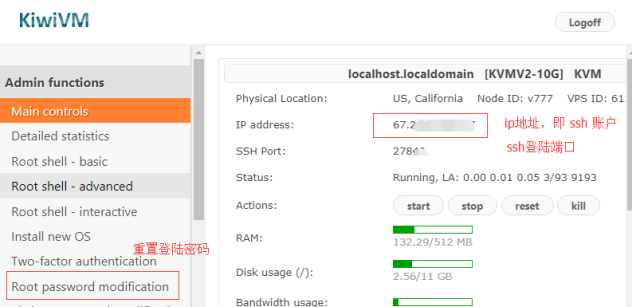 KiwiVM
Logoff
Admin functions
Main controls
Detailed statistics
Root shell - basic
Root shell - advanced
Root shell - interactive
Install new OS
重置登陆密码
Two-factor authentication
Root password modification
localhost.localdomain [KVMV2-10G] KVM
Physical Location: US, California Node ID: v777 VPS ID: 61
IP address: 67.2
ip地址，即 ssh 账户
SSH Port: 2784
ssh登陆端口
Status: Running, LA: 0.00 0.01 0.05 3/93 9193
Actions: start stop reset kill
RAM:
132.29/512 MB
Disk usage (/):
2.56/11 GB
Bandwidth usage: